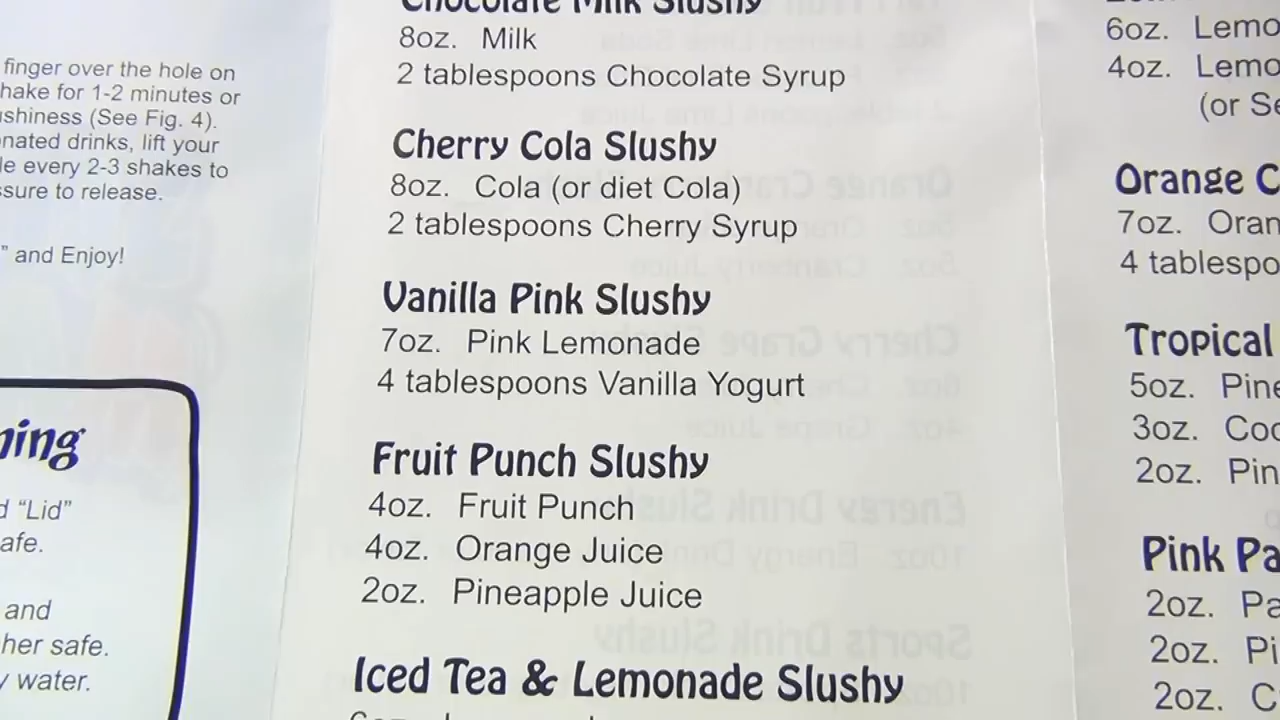 finger over the hole on
hake for 1-2 minutes or
shiness (See Fig. 4).
nated drinks, lift your
le every 2-3 shakes to
ssure to release.
” and Enjoy!
ning
d “Lid”
afe.
and
her safe.
y water.
Chocolate Milk Slushy
8oz. Milk
2 tablespoons Chocolate Syrup
Cherry Cola Slushy
8oz. Cola (or diet Cola)
2 tablespoons Cherry Syrup
Vanilla Pink Slushy
7oz. Pink Lemonade
4 tablespoons Vanilla Yogurt
Fruit Punch Slushy
4oz. Fruit Punch
4oz. Orange Juice
2oz. Pineapple Juice
Iced Tea & Lemonade Slushy
6oz. Lemo
4oz. Lemo
(or Se
Orange C
7oz. Oran
4 tablespo
Tropical
5oz. Pine
3oz. Coc
2oz. Pin
Pink Pa
2oz. Pa
2oz. Pi
2oz. C